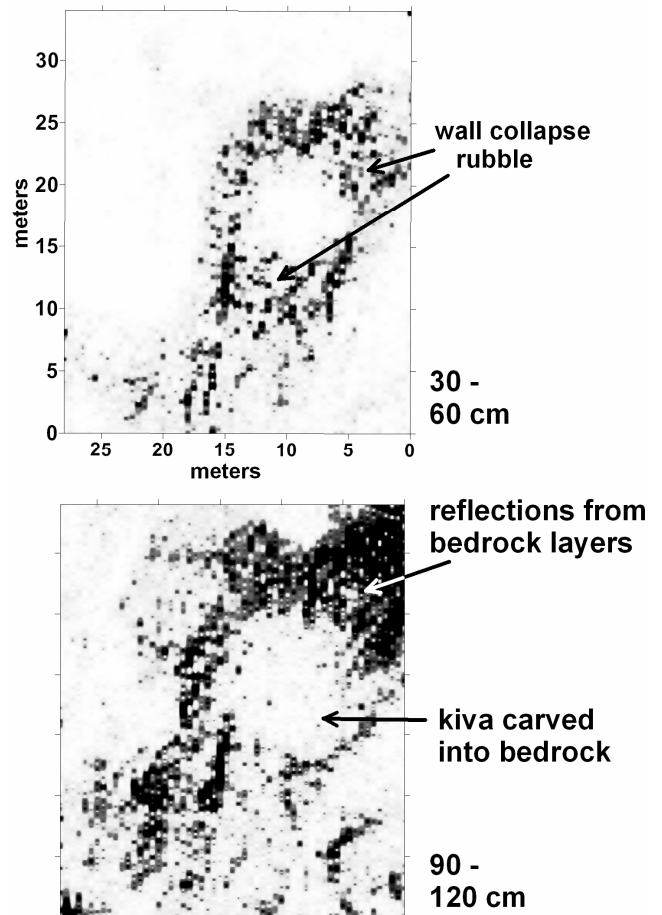 30
25
20
15
10
5
0
meters
25 20 15 10 5 0
meters
wall collapse
rubble
30 -
60 cm
reflections from
bedrock layers
kiva carved
into bedrock
90 -
120 cm